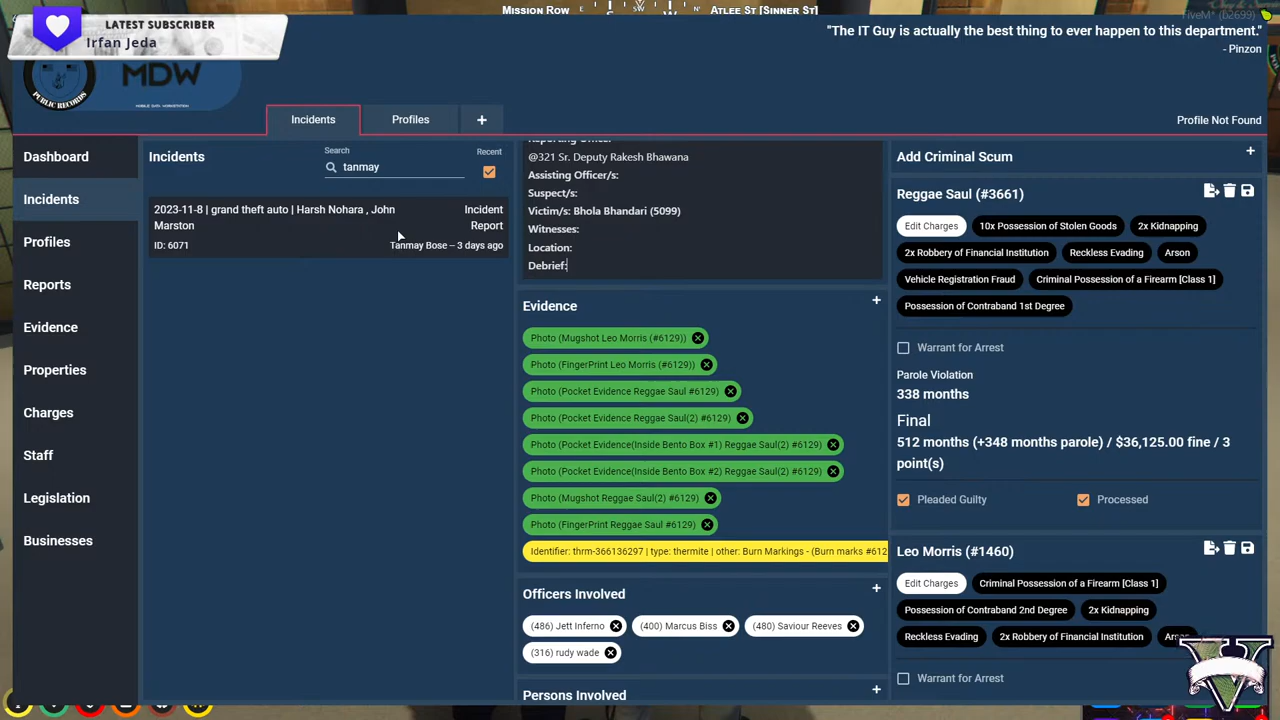 Mission Row
E
Atlee St [Sinner St]
FiveM* (b2699)
LATEST SUBSCRIBER
Irfan Jeda
"The IT Guy is actually the best thing to ever happen to this department."
- Pinzon
PUBLIC RECORDS
MDW
MOBILE DATA WORKSTATION
Incidents
Profiles
+
Profile Not Found
Dashboard
Incidents
Profiles
Reports
Evidence
Properties
Charges
Staff
Legislation
Businesses
Incidents
Search
tanmay
Recent
2023-11-8 | grand theft auto | Harsh Nohara , John
Marston
Incident
Report
ID: 6071
Tanmay Bose – 3 days ago
Reporting Officer
@321 Sr. Deputy Rakesh Bhawana
Assisting Officer/s:
Suspect/s:
Victim/s: Bhola Bhandari (5099)
Witnesses:
Location:
Debrief:
Evidence
+
Photo (Mugshot Leo Morris (#6129))
Photo (FingerPrint Leo Morris (#6129))
Photo (Pocket Evidence Reggae Saul #6129)
Photo (Pocket Evidence Reggae Saul(2) #6129)
Photo (Pocket Evidence(Inside Bento Box #1) Reggae Saul(2) #6129)
Photo (Pocket Evidence(Inside Bento Box #2) Reggae Saul(2) #6129)
Photo (Mugshot Reggae Saul(2) #6129)
Photo (FingerPrint Reggae Saul #6129)
Identifier: thrm-366136297 | type: thermite | other: Burn Markings - (Burn marks #612
Officers Involved
+
(486) Jett Inferno
(400) Marcus Biss
(480) Saviour Reeves
(316) rudy wade
Persons Involved
+
Add Criminal Scum
+
Reggae Saul (#3661)
Edit Charges
10x Possession of Stolen Goods
2x Kidnapping
2x Robbery of Financial Institution
Reckless Evading
Arson
Vehicle Registration Fraud
Criminal Possession of a Firearm [Class 1]
Possession of Contraband 1st Degree
Warrant for Arrest
Parole Violation
338 months
Final
512 months (+348 months parole) / $36,125.00 fine / 3
point(s)
Pleaded Guilty
Processed
Leo Morris (#1460)
Edit Charges
Criminal Possession of a Firearm [Class 1]
Possession of Contraband 2nd Degree
2x Kidnapping
Reckless Evading
2x Robbery of Financial Institution
Warrant for Arrest
V